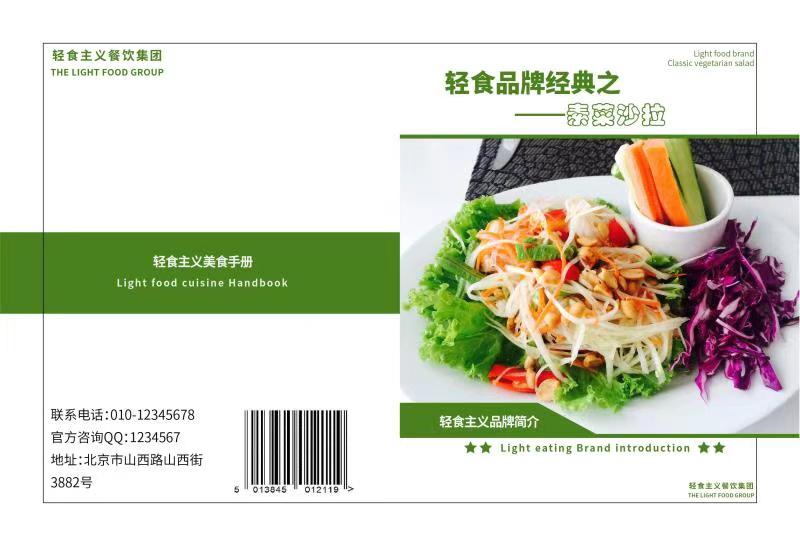 轻食主义餐饮集团
THE LIGHT FOOD GROUP
轻食主义美食手册
Light food cuisine Handbook
联系电话：010-12345678
官方咨询QQ：1234567
地址：北京市山西路山西街
3882号
5 013845 012119 >
Light food brand
Classic vegetarian salad
轻食品牌经典之
——素菜沙拉
轻食主义品牌简介
★★ Light eating Brand introduction ★★
轻食主义餐饮集团
THE LIGHT FOOD GROUP